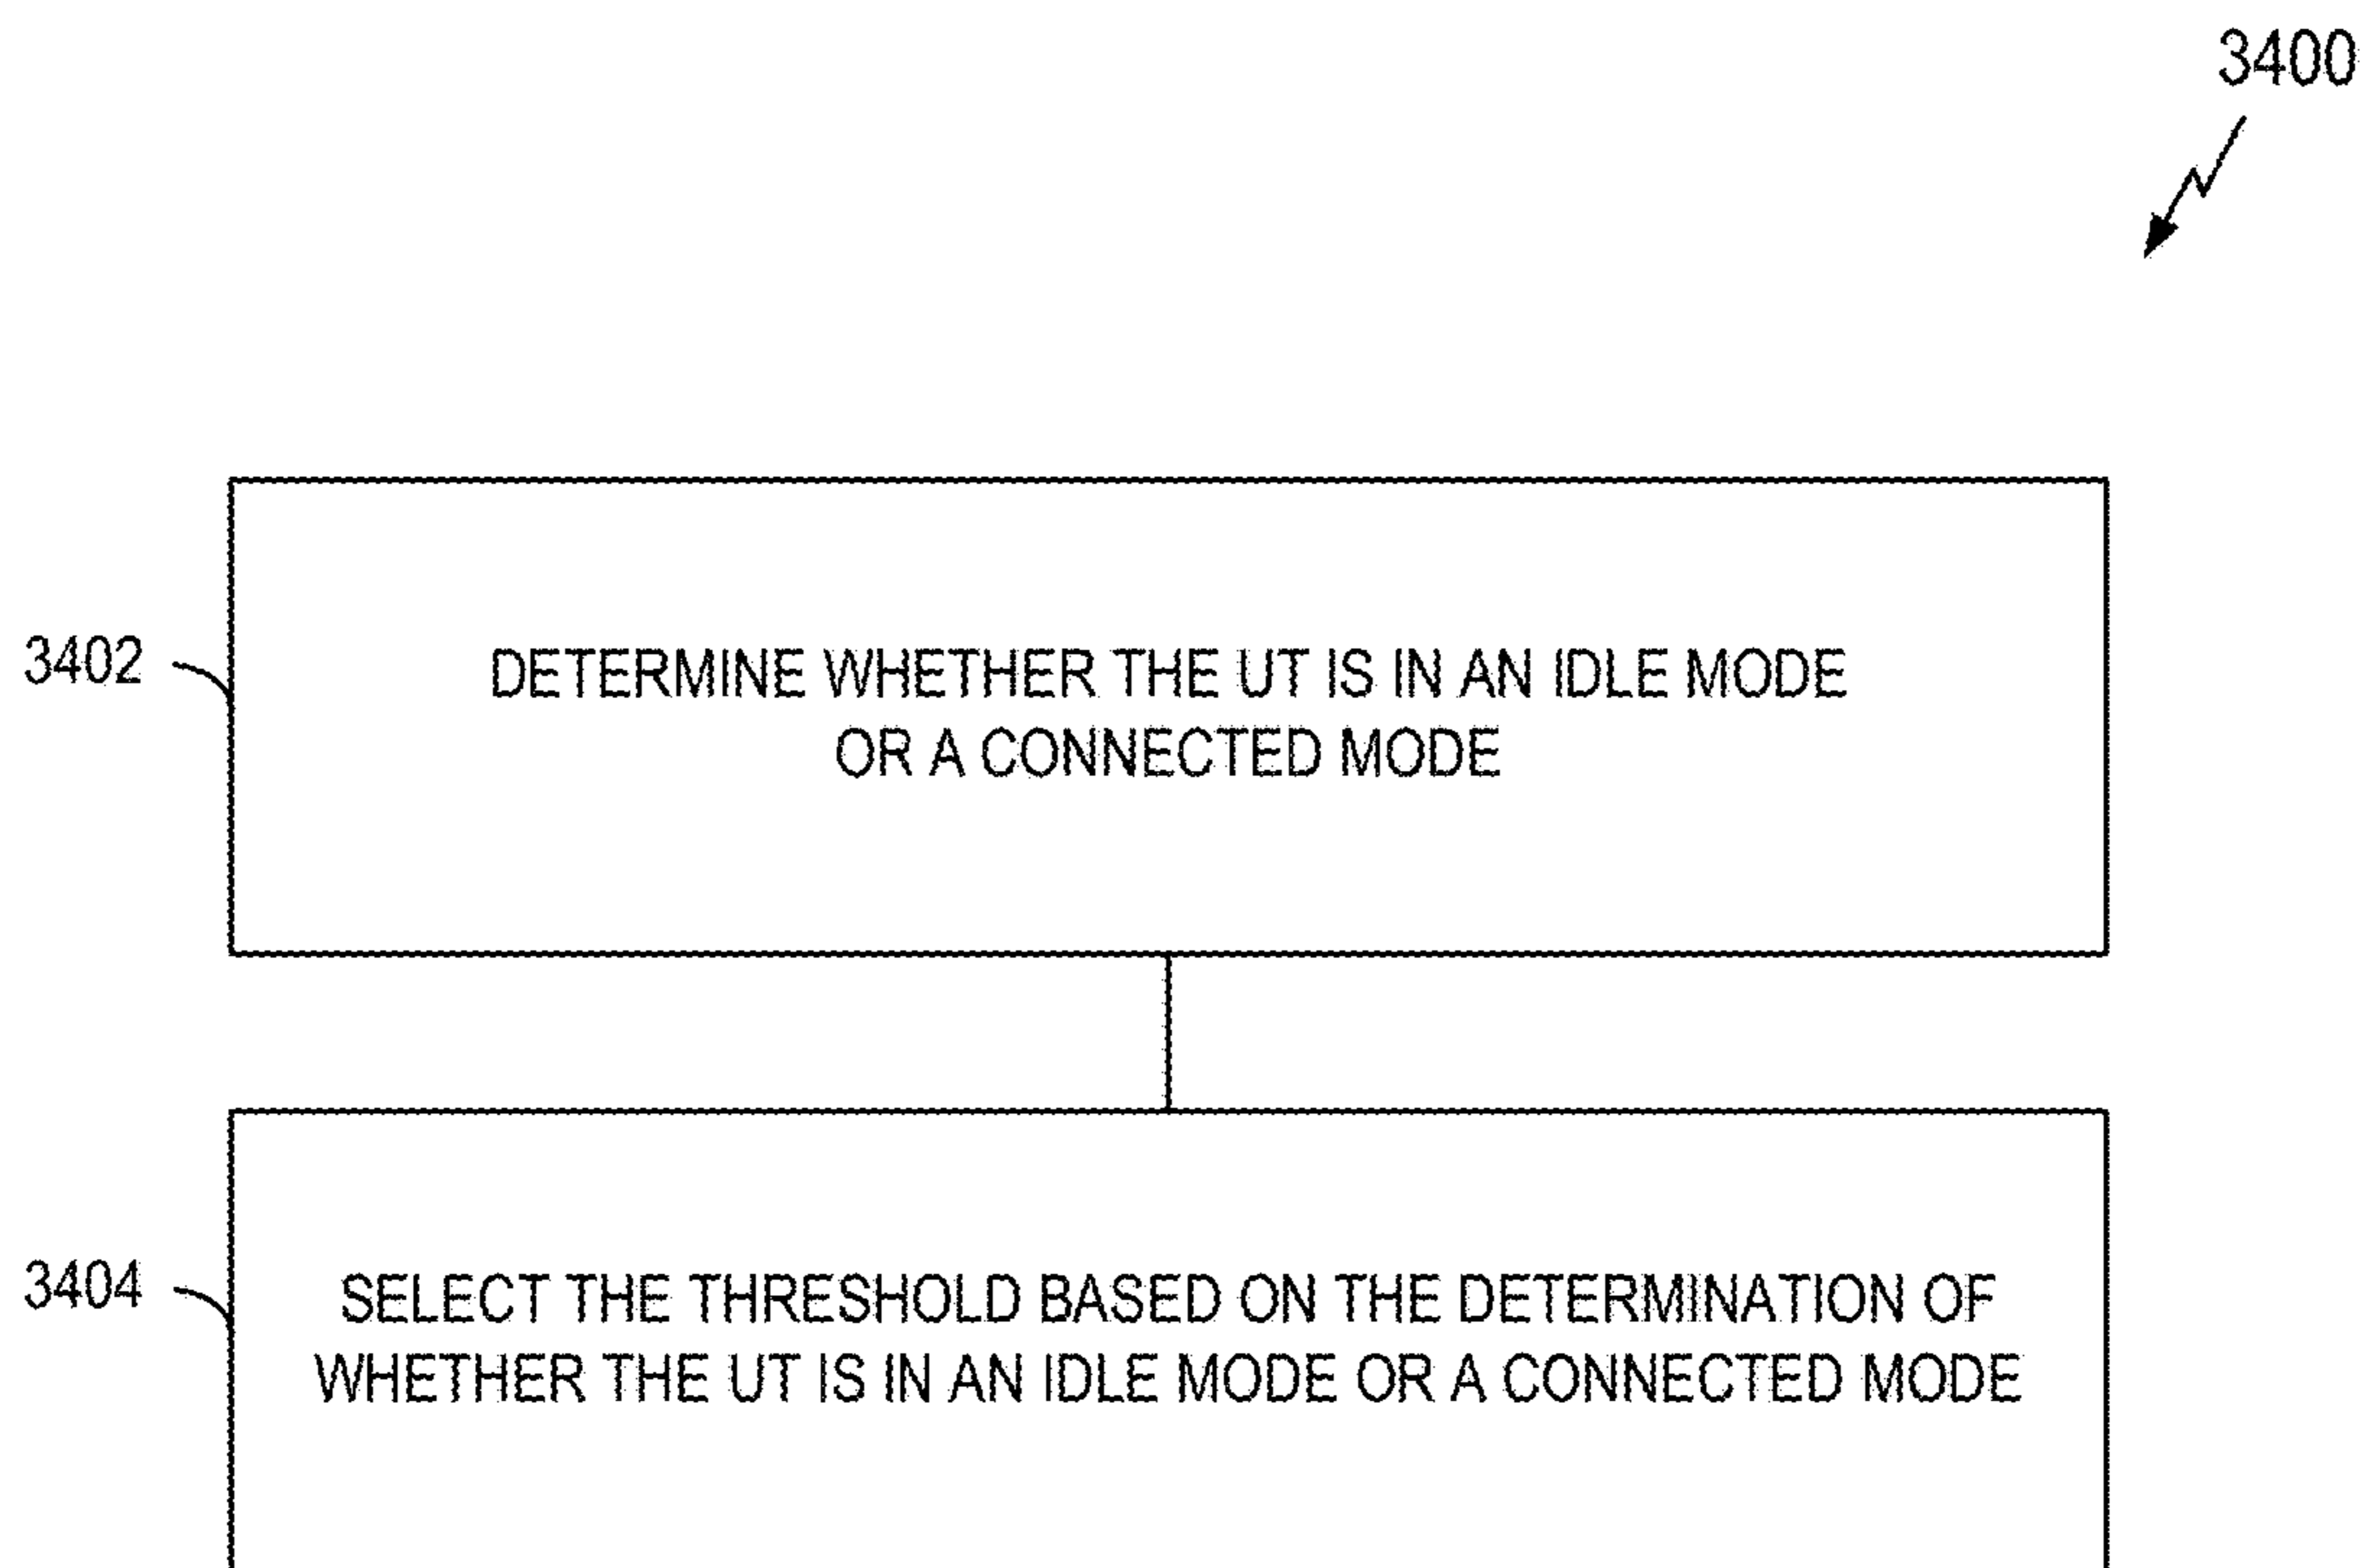 3400
3402
DETERMINE WHETHER THE UT IS IN AN IDLE MODE
OR A CONNECTED MODE
3404
SELECT THE THRESHOLD BASED ON THE DETERMINATION OF
WHETHER THE UT IS IN AN IDLE MODE OR A CONNECTED MODE